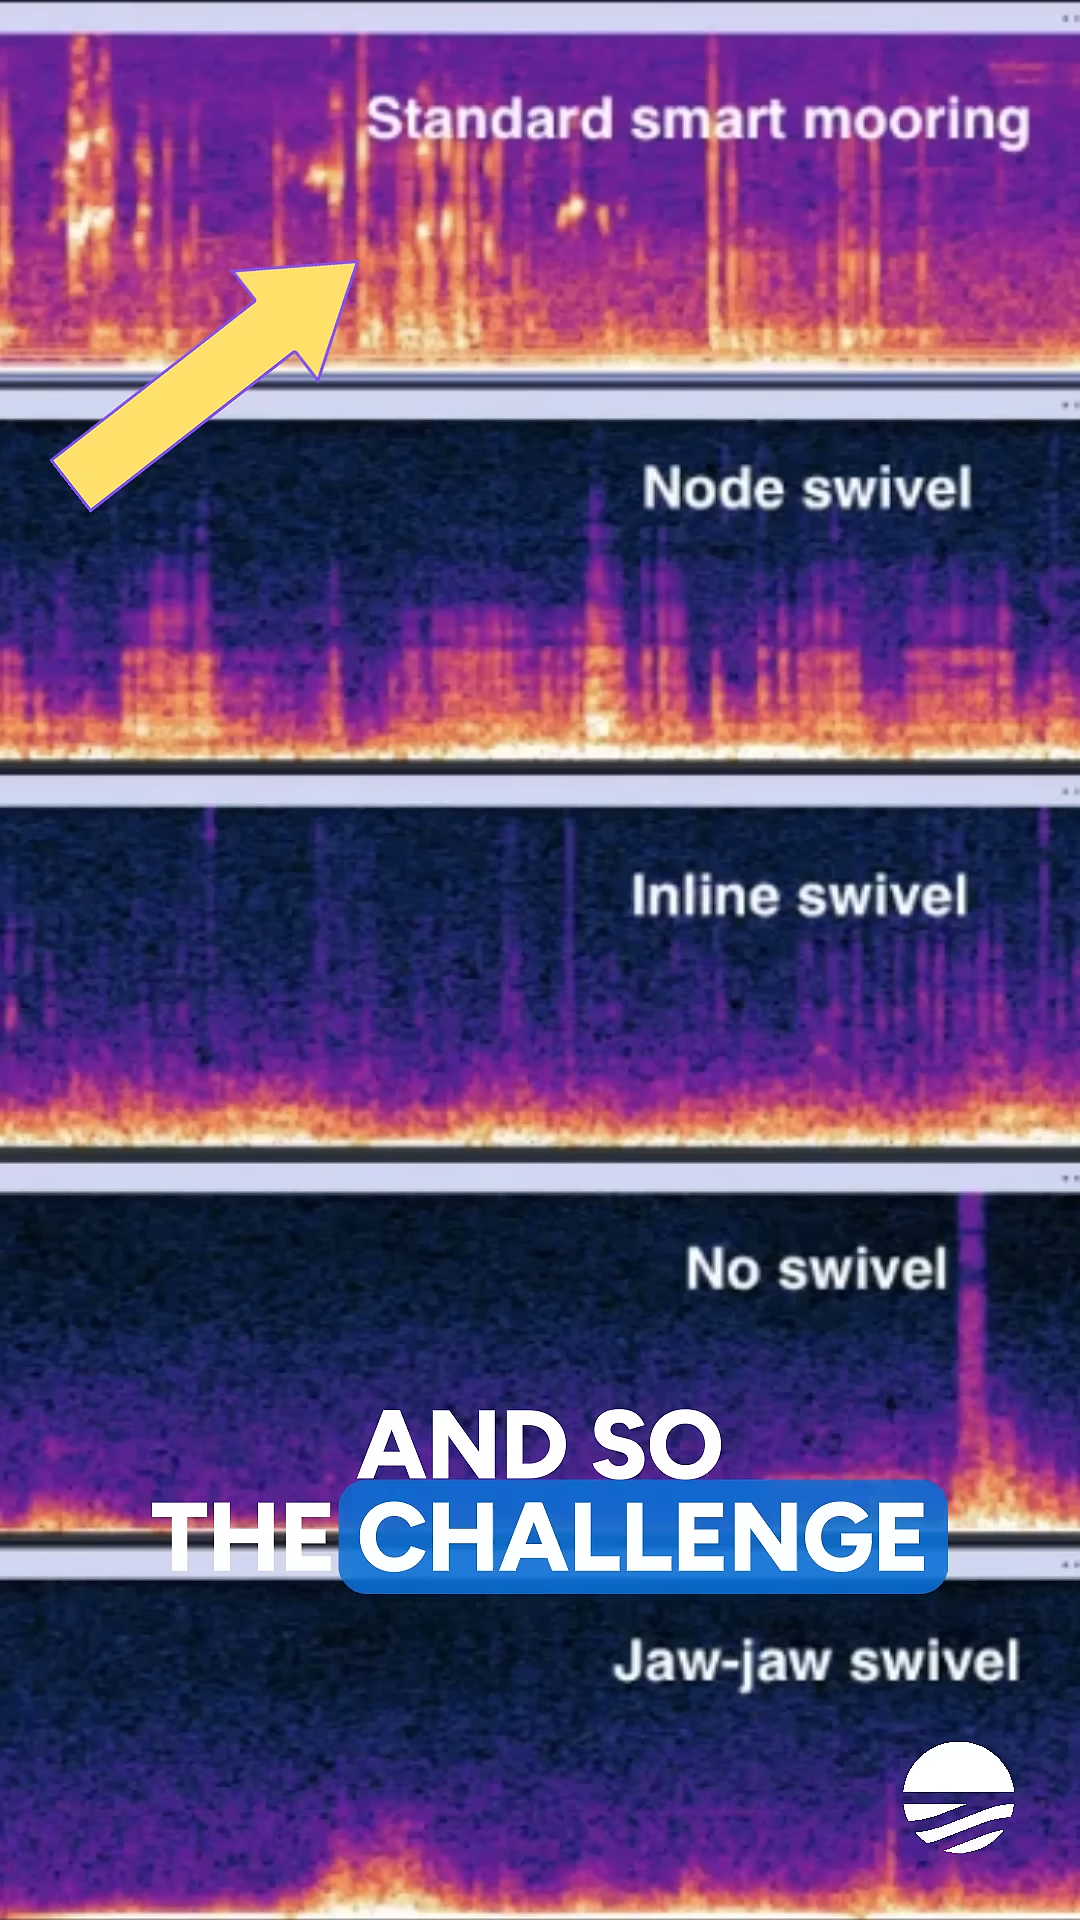 Standard smart mooring
Node swivel
Inline swivel
No swivel
AND SO
THE CHALLENGE
Jaw-jaw swivel